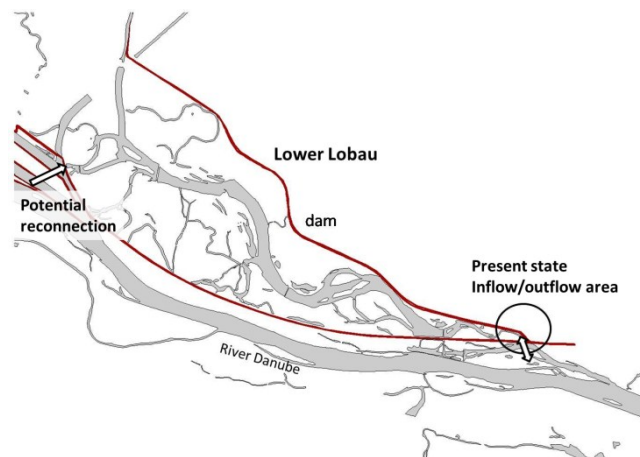 Lower Lobau
Potential
reconnection
dam
Present state
Inflow/outflow area
River Danube